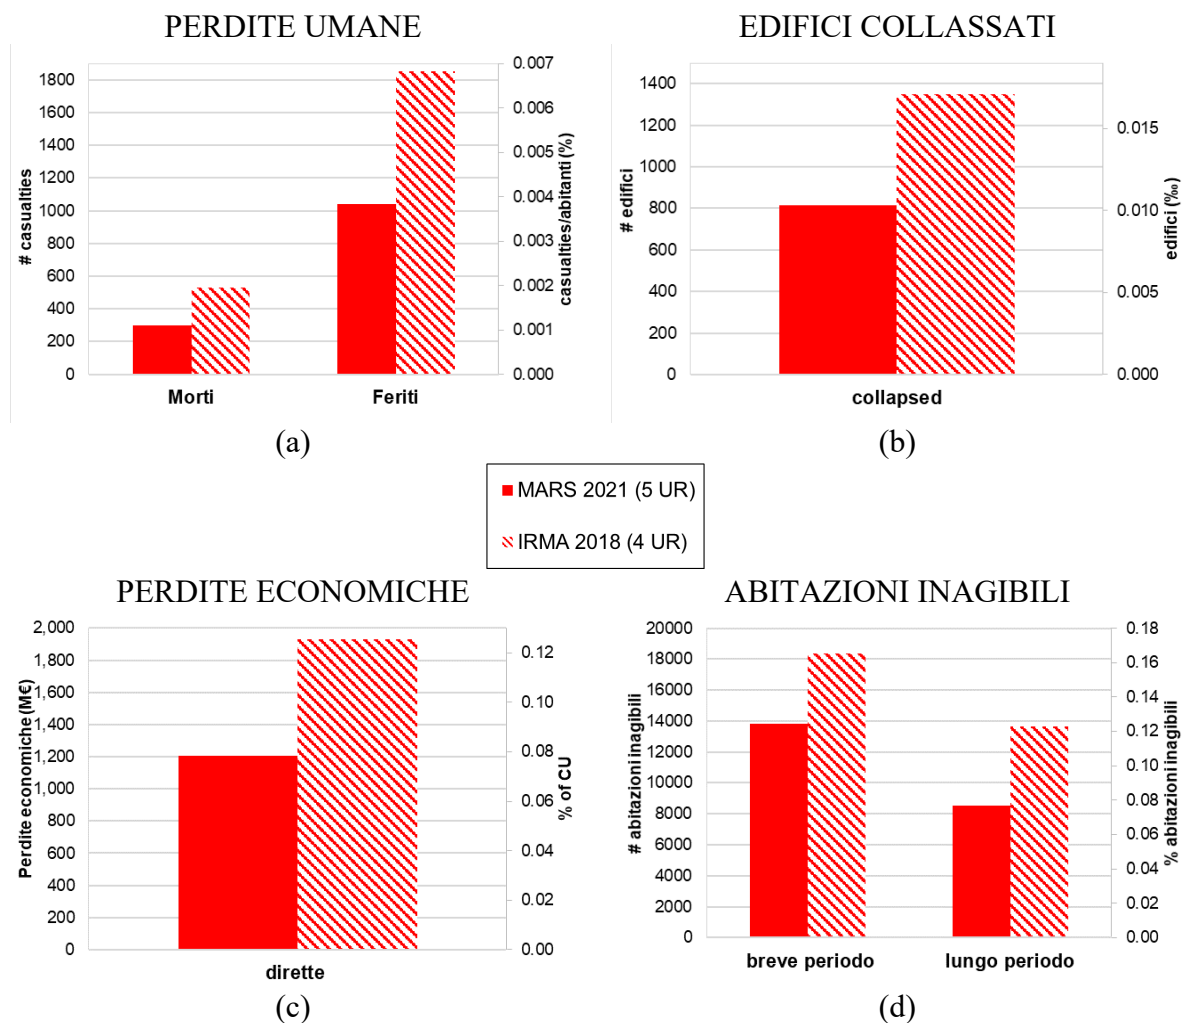 PERDITE UMANE
1800
1600
1400
1200
1000
800
600
400
200
0
# casualties
0.007
0.006
0.005
0.004
0.003
0.002
0.001
0.000
casualties/abitanti (%)
Morti
Feriti
(a)
EDIFICI COLLASSATI
1400
1200
1000
800
600
400
200
0
# edifici
0.015
0.010
0.005
0.000
edifici (‰)
collapsed
(b)
MARS 2021 (5 UR)
IRMA 2018 (4 UR)
PERDITE ECONOMICHE
2,000
1,800
1,600
1,400
1,200
1,000
800
600
400
200
0
Perdite economiche (M€)
0.12
0.10
0.08
0.06
0.04
0.02
0.00
% of CU
dirette
(c)
ABITAZIONI INAGIBILI
20000
18000
16000
14000
12000
10000
8000
6000
4000
2000
0
# abitazioni inagibili
0.18
0.16
0.14
0.12
0.10
0.08
0.06
0.04
0.02
0.00
% abitazioni inagibili
breve periodo
lungo periodo
(d)